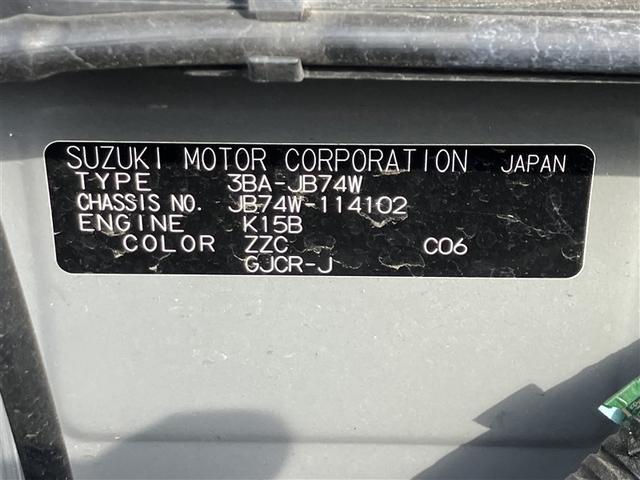 SUZUKI MOTOR CORPORATION JAPAN
TYPE 3BA-JB74W
CHASSIS NO. JB74W-114102
ENGINE K15B
COLOR ZZC C06
GJCR-J